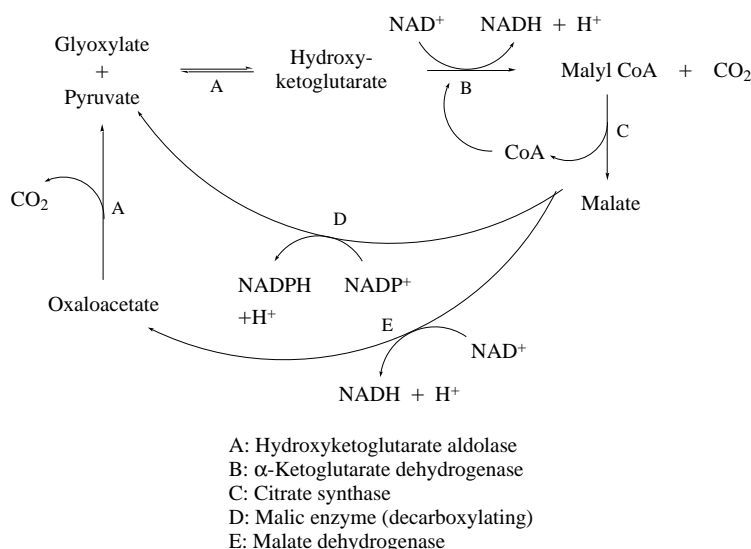 NAD⁺ NADH + H⁺
Glyoxylate
+
Pyruvate
A
Hydroxy-
ketoglutarate
B
Malyl CoA + CO₂
CoA
C
Malate
CO₂
A
D
NADPH
+H⁺
NADP⁺
Oxaloacetate
E
NAD⁺
NADH + H⁺
A: Hydroxyketoglutarate aldolase
B: α-Ketoglutarate dehydrogenase
C: Citrate synthase
D: Malic enzyme (decarboxylating)
E: Malate dehydrogenase